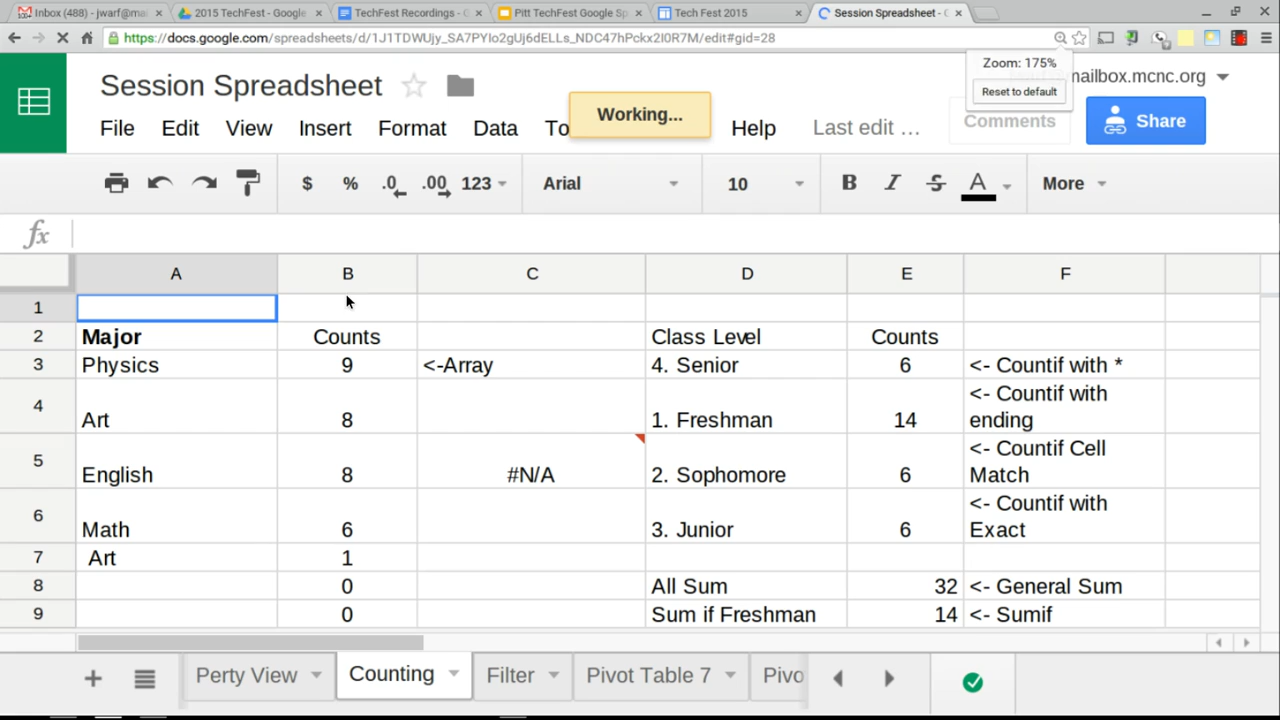 Inbox (488) - jwarf@ma
2015 TechFest - Google
TechFest Recordings - G
Pitt TechFest Google Sp
Tech Fest 2015
Session Spreadsheet - G
https://docs.google.com/spreadsheets/d/1J1TDWUjy_SA7PYIo2gUj6dELLs_NDC47hPckx2I0R7M/edit#gid=28
Zoom: 175%
Reset to default
mailbox.mcnc.org
Session Spreadsheet
Working...
File Edit View Insert Format Data To Help Last edit ...
Comments
Share
$ % .0 .00 123 Arial 10 B I S A More
fx
A B C D E F
1
2 Major Counts Class Level Counts
3 Physics 9 <-Array 4. Senior 6 <- Countif with *
<- Countif with
4 Art 8 1. Freshman 14 ending
<- Countif Cell
5 English 8 #N/A 2. Sophomore 6 Match
<- Countif with
6 Math 6 3. Junior 6 Exact
7 Art 1
8 0 All Sum 32 <- General Sum
9 0 Sum if Freshman 14 <- Sumif
Perty View Counting Filter Pivot Table 7 Pivo